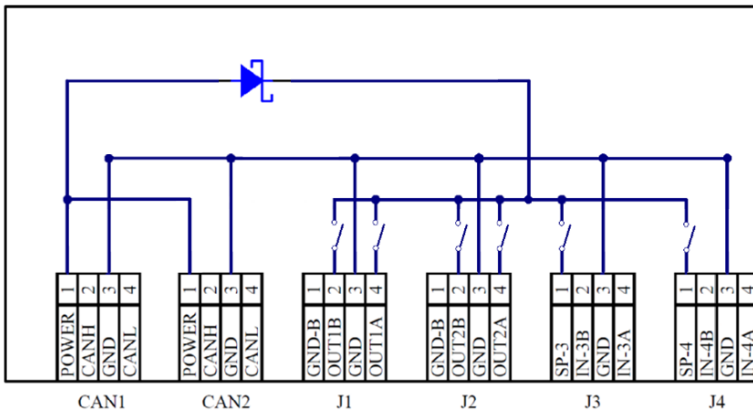 1 2 3 4 1 2 3 4 1 2 3 4 1 2 3 4 1 2 3 4 1 2 3 4
POWER CANH GND CANL POWER CANH GND CANL GND-B OUT1B GND OUT1A GND-B OUT2B GND OUT2A SP-3 IN-3B GND IN-3A SP-4 IN-4B GND IN-4A
CAN1 CAN2 J1 J2 J3 J4